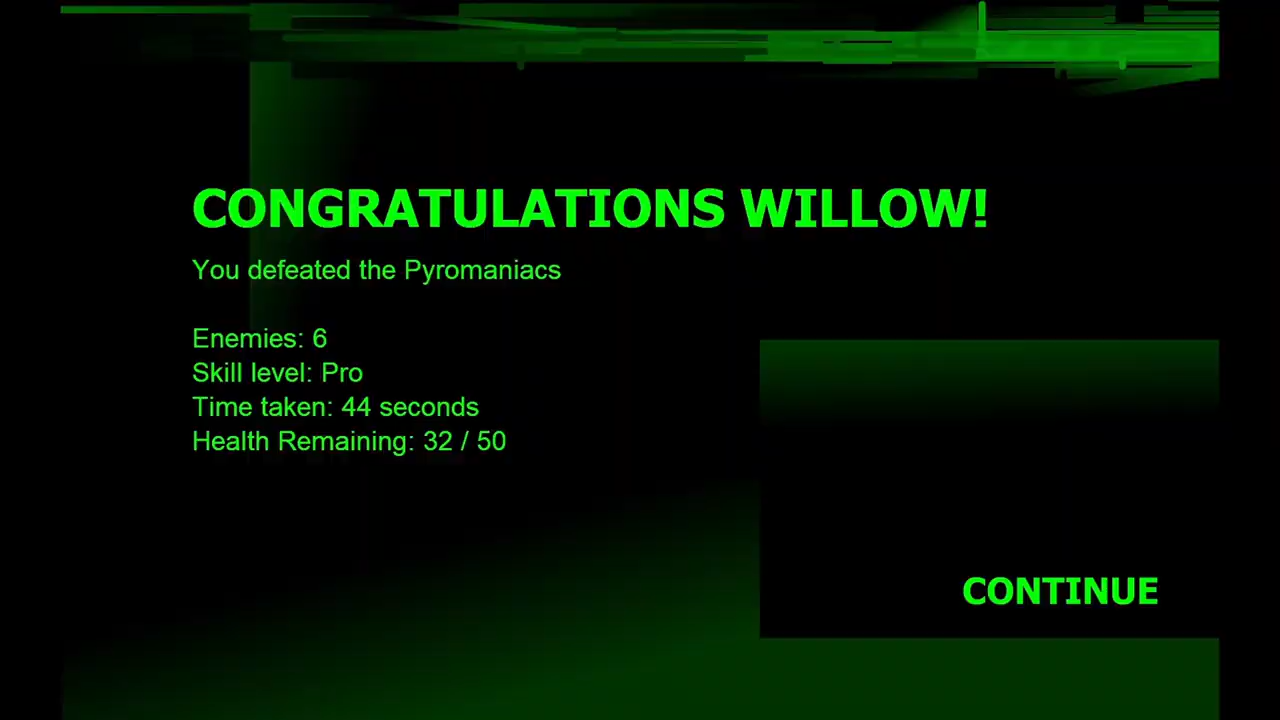 CONGRATULATIONS WILLOW!
You defeated the Pyromaniacs
Enemies: 6
Skill level: Pro
Time taken: 44 seconds
Health Remaining: 32 / 50
CONTINUE